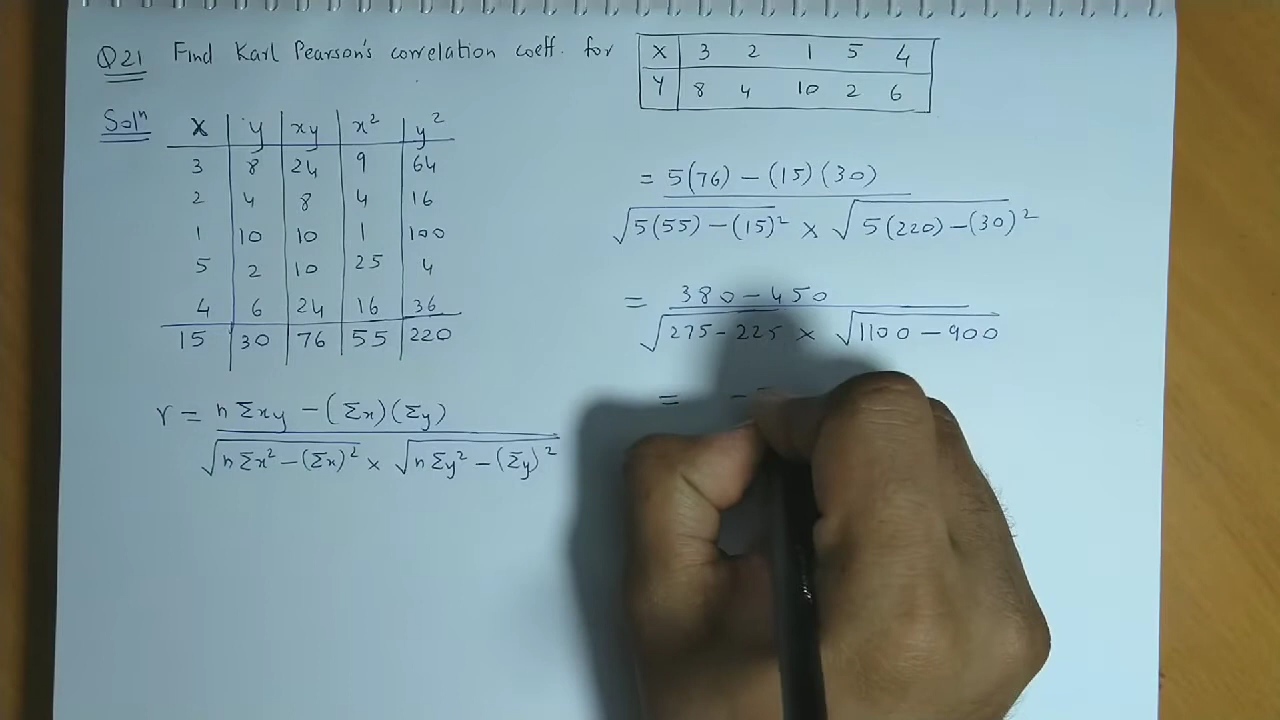 Q21 Find Karl Pearson's correlation coeff. for
X 3 2 1 5 4
Y 8 4 10 2 6
Solⁿ
X y xy x² y²
3 8 24 9 64
2 4 8 4 16
1 10 10 1 100
5 2 10 25 4
4 6 24 16 36
15 30 76 55 220
r = n Σxy − (Σx)(Σy)
√n Σx² − (Σx)² × √n Σy² − (Σy)²
= 5(76) − (15)(30)
√5(55) − (15)² × √5(220) − (30)²
= 380 − 450
√275 − 225 × √1100 − 900
= −